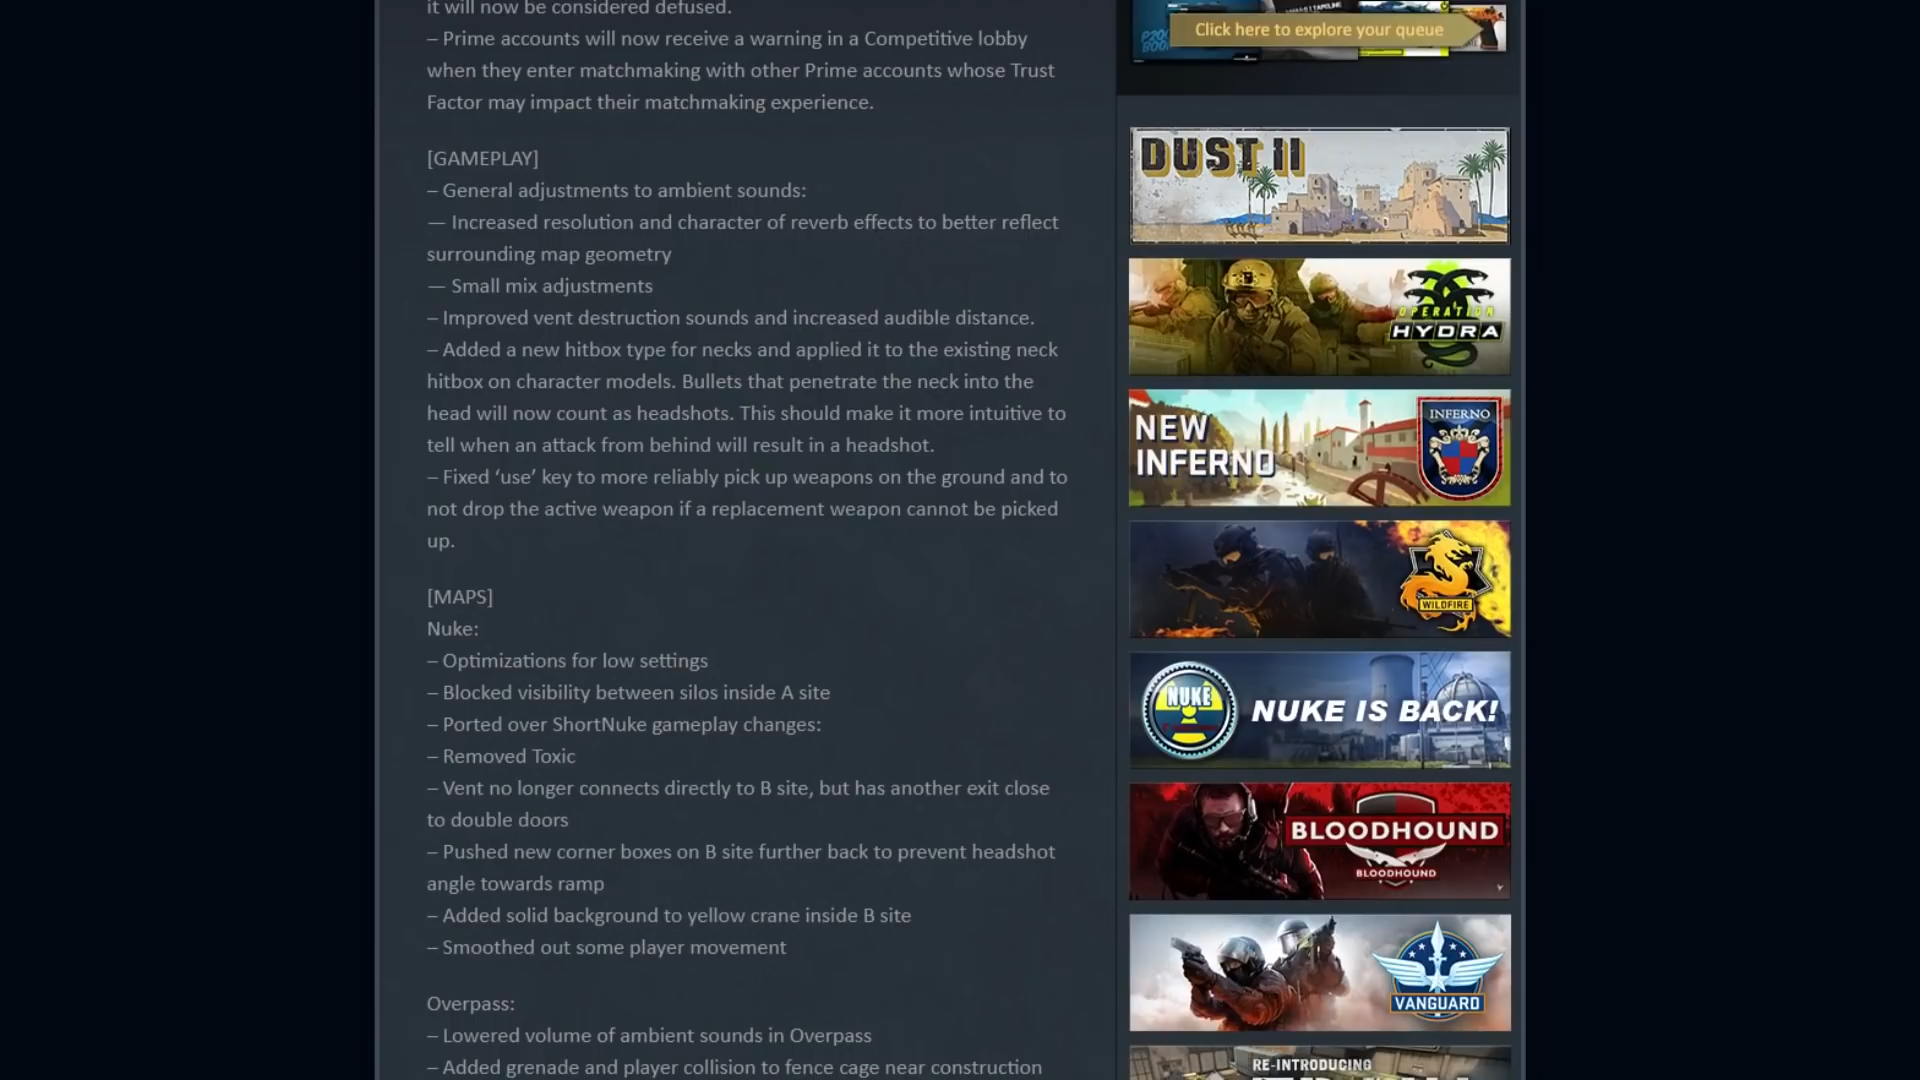 it will now be considered defused.
– Prime accounts will now receive a warning in a Competitive lobby
when they enter matchmaking with other Prime accounts whose Trust
Factor may impact their matchmaking experience.
[GAMEPLAY]
– General adjustments to ambient sounds:
— Increased resolution and character of reverb effects to better reflect
surrounding map geometry
— Small mix adjustments
– Improved vent destruction sounds and increased audible distance.
– Added a new hitbox type for necks and applied it to the existing neck
hitbox on character models. Bullets that penetrate the neck into the
head will now count as headshots. This should make it more intuitive to
tell when an attack from behind will result in a headshot.
– Fixed ‘use’ key to more reliably pick up weapons on the ground and to
not drop the active weapon if a replacement weapon cannot be picked
up.
[MAPS]
Nuke:
– Optimizations for low settings
– Blocked visibility between silos inside A site
– Ported over ShortNuke gameplay changes:
– Removed Toxic
– Vent no longer connects directly to B site, but has another exit close
to double doors
– Pushed new corner boxes on B site further back to prevent headshot
angle towards ramp
– Added solid background to yellow crane inside B site
– Smoothed out some player movement
Overpass:
– Lowered volume of ambient sounds in Overpass
– Added grenade and player collision to fence cage near construction
Click here to explore your queue
DUST II
OPERATION
HYDRA
NEW
INFERNO
INFERNO
WILDFIRE
NUKE
NUKE IS BACK!
BLOODHOUND
BLOODHOUND
VANGUARD
RE-INTRODUCING